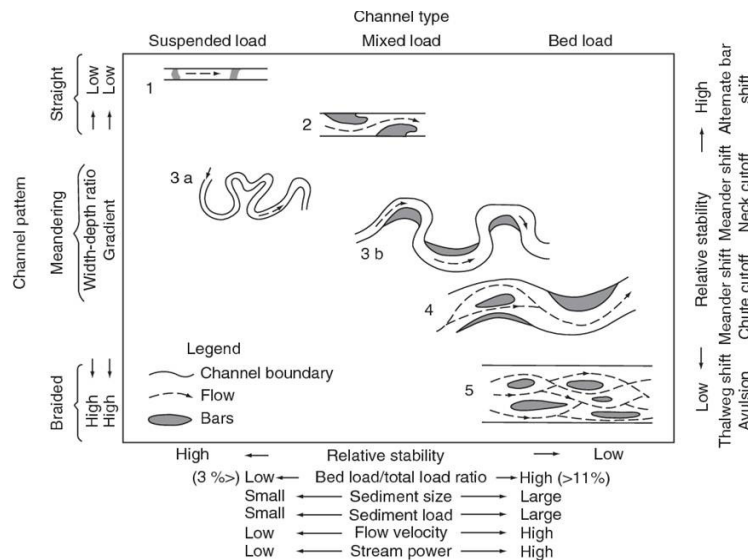 Channel type
Suspended load Mixed load Bed load
Channel pattern
Straight
Meandering
Braided
Low
Width-depth ratio
High
Low
Gradient
High
1
2
3 a
3 b
4
5
Legend
Channel boundary
Flow
Bars
High
Relative stability
Low
Alternate bar shift
Meander shift Neck cutoff
Meander shift Chute cutoff
Thalweg shift Avulsion
High Relative stability Low
(3 %>) Low Bed load/total load ratio High (>11%)
Small Sediment size Large
Small Sediment load Large
Low Flow velocity High
Low Stream power High